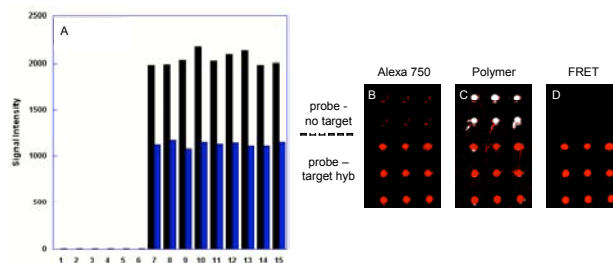 A
Signal Intensity
2500
2000
1500
1000
500
0
1 2 3 4 5 6 7 8 9 10 11 12 13 14 15
Alexa 750 Polymer FRET
B C D
probe -
no target
probe –
target hyb